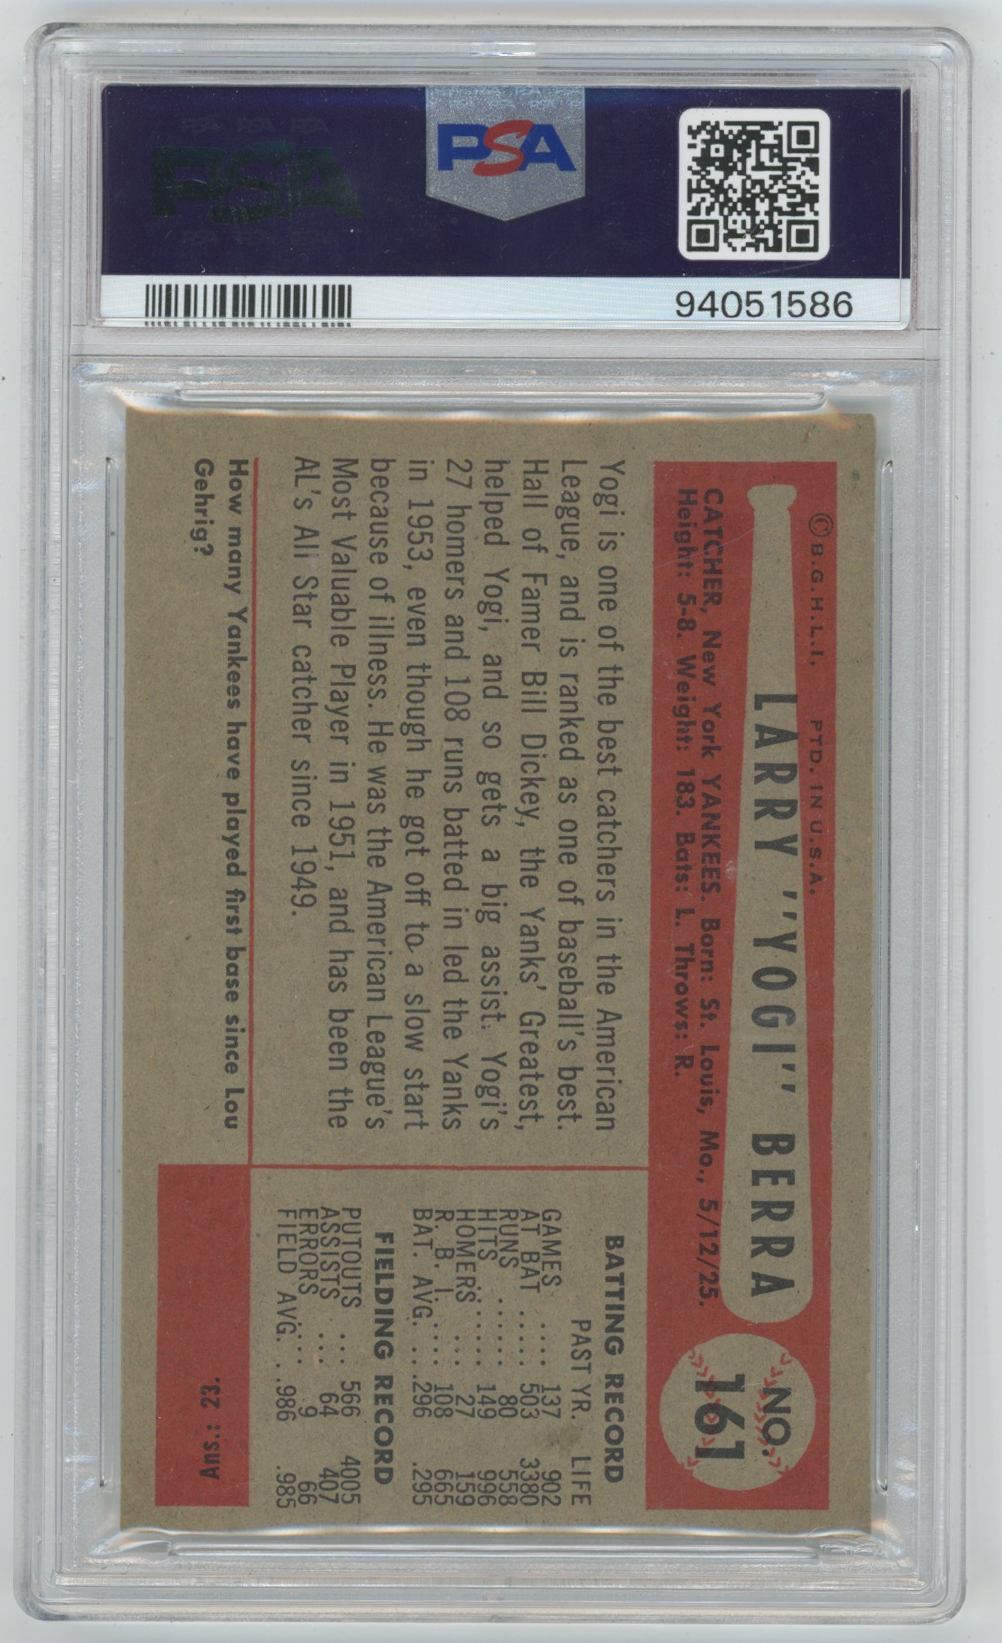 PSA
PSA
94051586
© B.G.H.L.I. PTD. IN U.S.A.
LARRY "YOGI" BERRA
NO.
161
CATCHER, New York YANKEES. Born: St. Louis, Mo., 5/12/25.
Height: 5-8. Weight: 183. Bats: L. Throws: R.
Yogi is one of the best catchers in the American
League, and is ranked as one of baseball's best.
Hall of Famer Bill Dickey, the Yanks' Greatest,
helped Yogi, and so gets a big assist. Yogi's
27 homers and 108 runs batted in led the Yanks
in 1953, even though he got off to a slow start
because of illness. He was the American League's
Most Valuable Player in 1951, and has been the
AL's All Star catcher since 1949.
BATTING RECORD
PAST YR. LIFE
GAMES .... 137 902
AT BAT ..... 503 3380
RUNS ...... 80 558
HITS ...... 149 996
HOMERS ... 27 159
R. B. I. .... 108 665
BAT. AVG. .. .296 .295
FIELDING RECORD
PUTOUTS ... 566 4005
ASSISTS ... 64 407
ERRORS .... 9 66
FIELD AVG. . .986 .985
How many Yankees have played first base since Lou
Gehrig?
Ans.: 23.